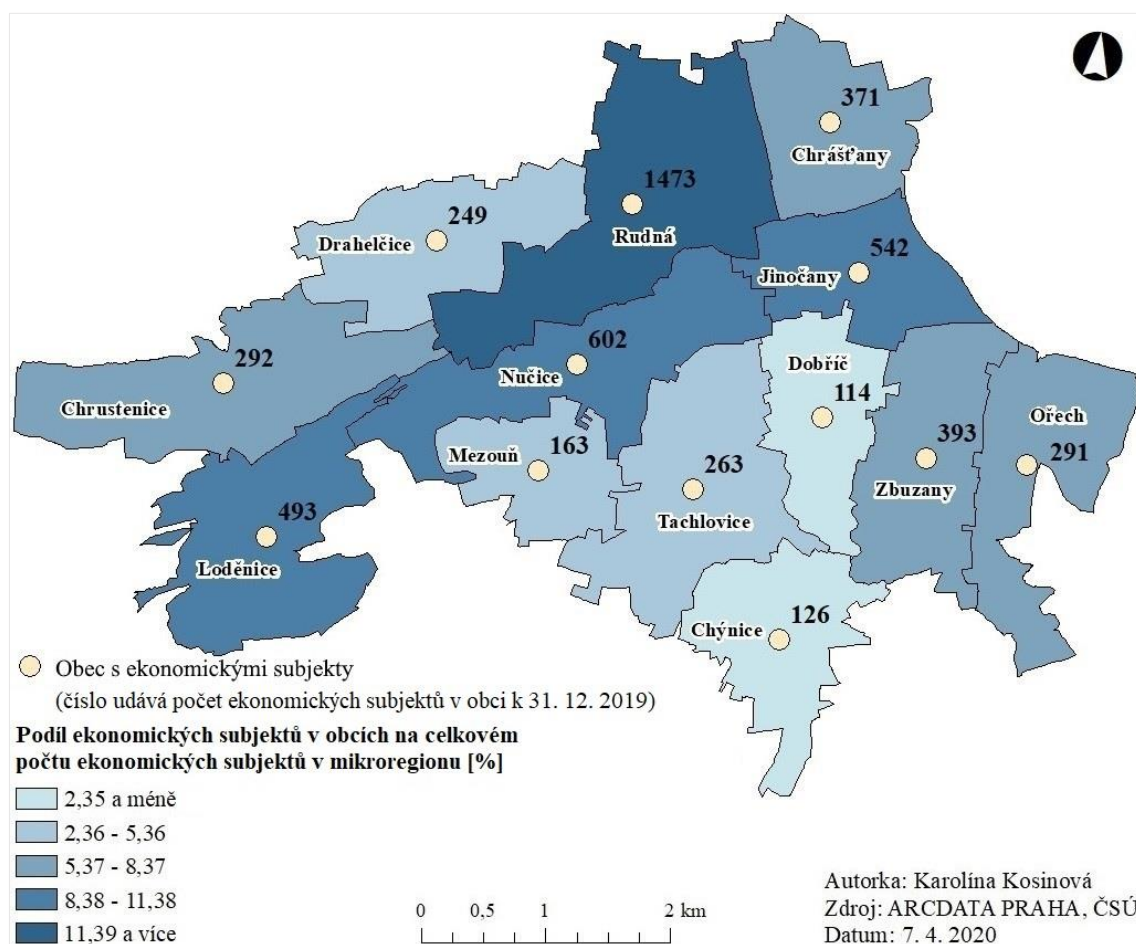 371
Chrášťany
1473
Rudná
249
Drahelčice
542
Jinočany
292
Chrustenice
602
Nučice
Dobříč
114
Ořech
291
393
Zbuzany
Mezouň
163
263
Tachlovice
493
Loděnice
Chýnice
126
Obec s ekonomickými subjekty
(číslo udává počet ekonomických subjektů v obci k 31. 12. 2019)
Podíl ekonomických subjektů v obcích na celkovém
počtu ekonomických subjektů v mikroregionu [%]
2,35 a méně
2,36 - 5,36
5,37 - 8,37
8,38 - 11,38
11,39 a více
0 0,5 1 2 km
Autorka: Karolína Kosinová
Zdroj: ARCDATA PRAHA, ČSÚ
Datum: 7. 4. 2020